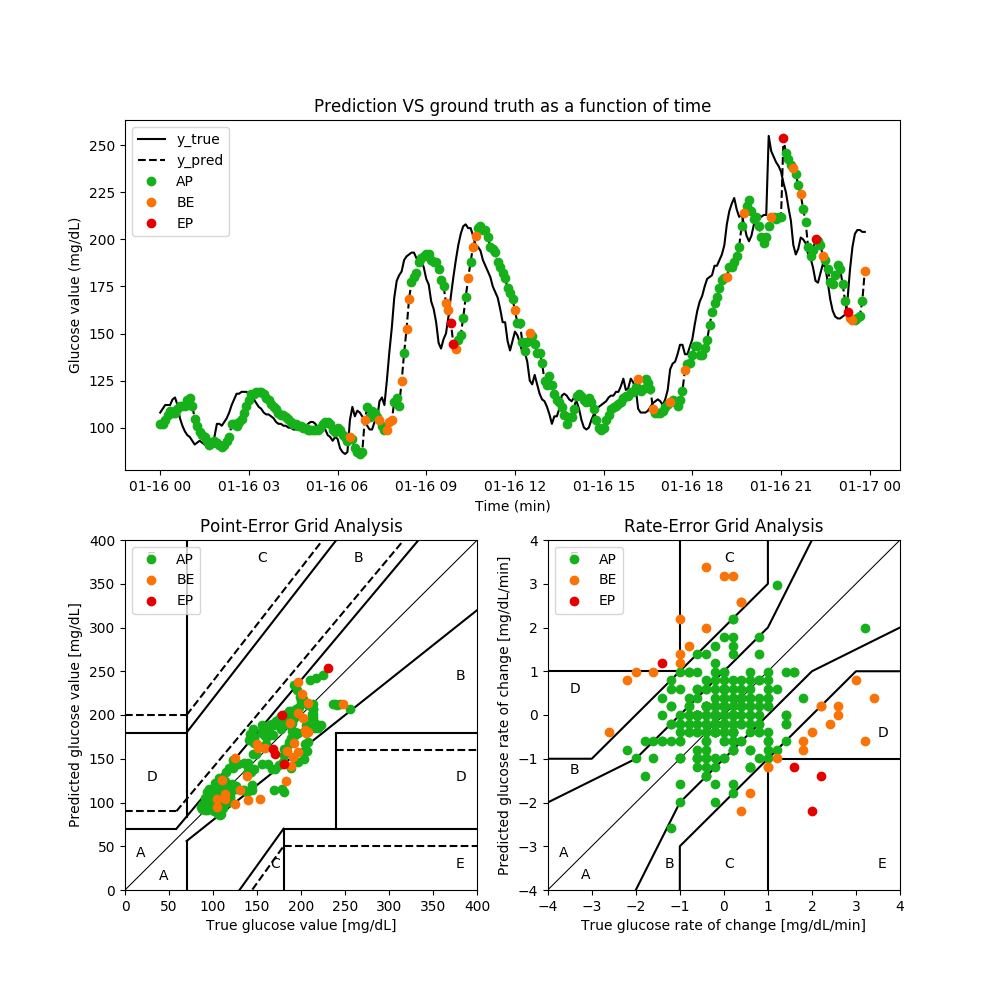 Prediction VS ground truth as a function of time
Glucose value (mg/dL)
250
225
200
175
150
125
100
y_true
y_pred
AP
BE
EP
01-16 00 01-16 03 01-16 06 01-16 09 01-16 12 01-16 15 01-16 18 01-16 21 01-17 00
Time (min)
Point-Error Grid Analysis
Predicted glucose value [mg/dL]
400
350
300
250
200
150
100
50
0
AP
BE
EP
C B
B
D D
A
A C E
0 50 100 150 200 250 300 350 400
True glucose value [mg/dL]
Rate-Error Grid Analysis
Predicted glucose rate of change [mg/dL/min]
4
3
2
1
0
−1
−2
−3
−4
AP
BE
EP
C
D
D
B
A
A B C E
−4 −3 −2 −1 0 1 2 3 4
True glucose rate of change [mg/dL/min]